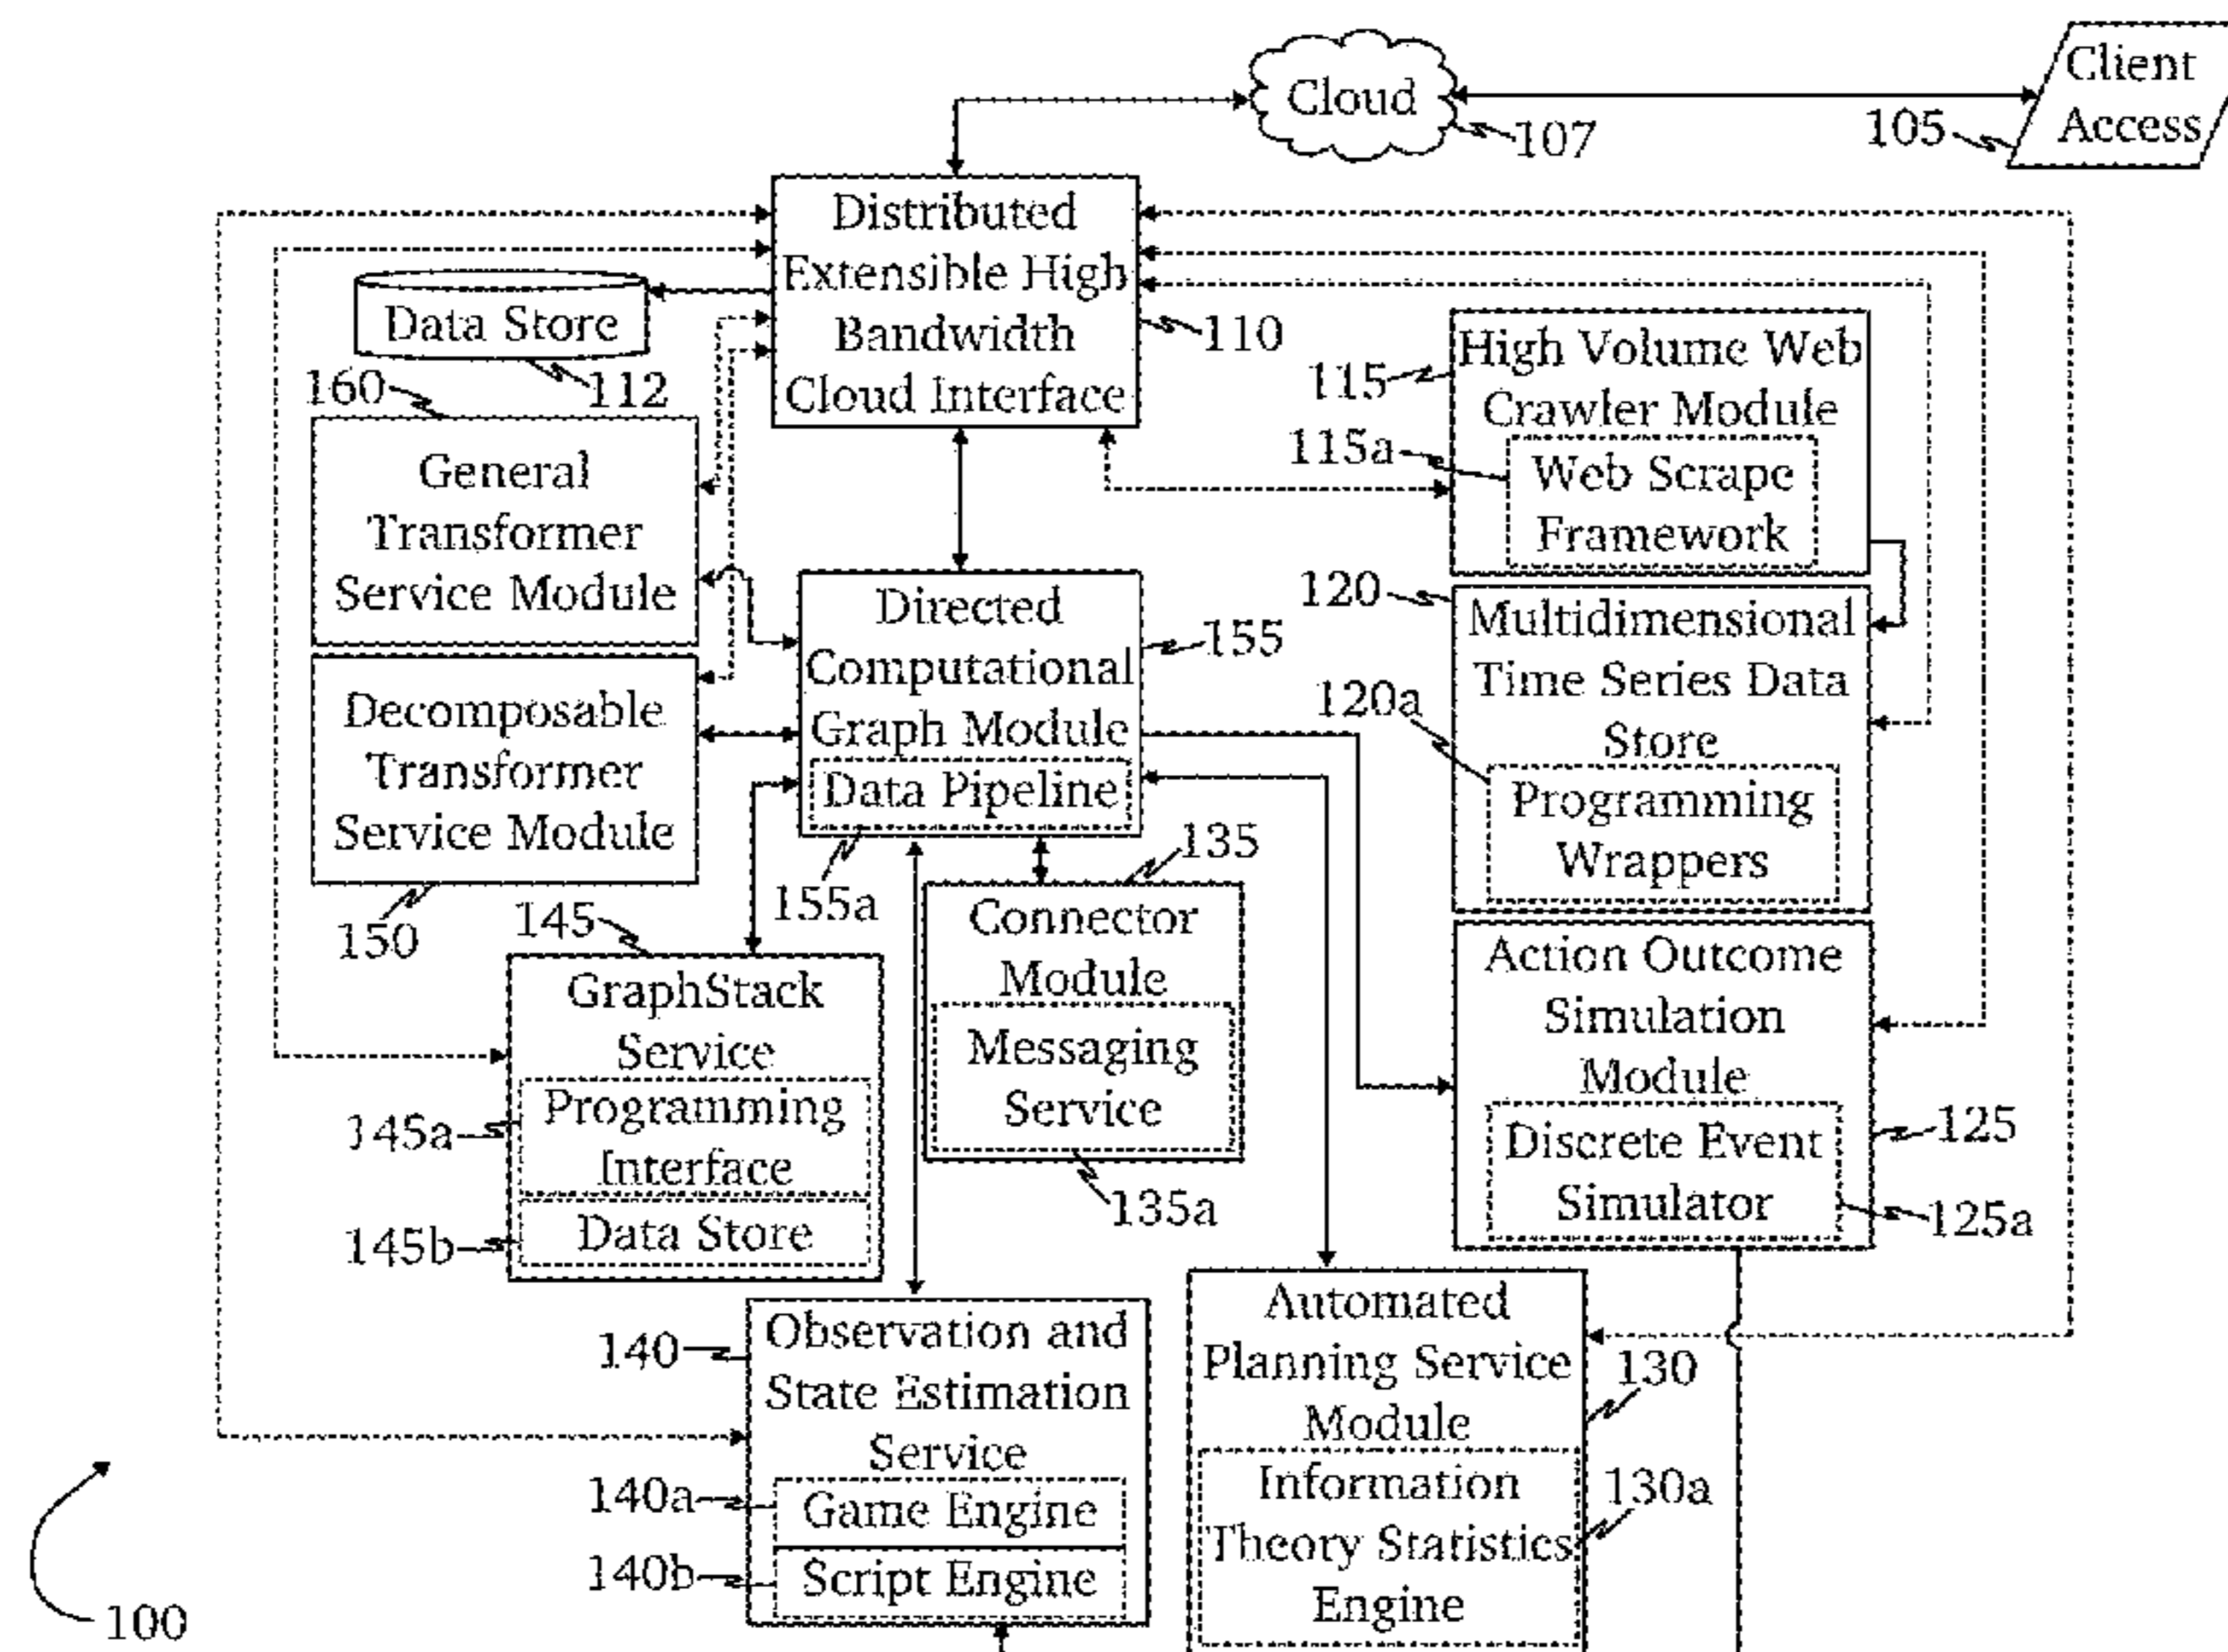 Client
Access
105
Cloud
107
Distributed
Extensible High
Bandwidth
Cloud Interface
110
Data Store
112
160
General
Transformer
Service Module
Decomposable
Transformer
Service Module
150
Directed
Computational
Graph Module
Data Pipeline
155
155a
High Volume Web
Crawler Module
Web Scrape
Framework
115
115a
120
Multidimensional
Time Series Data
Store
120a
Programming
Wrappers
135
Connector
Module
Messaging
Service
135a
145
GraphStack
Service
145a
Programming
Interface
145b
Data Store
Action Outcome
Simulation
Module
125
Discrete Event
Simulator
125a
140
Observation and
State Estimation
Service
140a
Game Engine
140b
Script Engine
Automated
Planning Service
Module
130
Information
Theory Statistics
Engine
130a
100